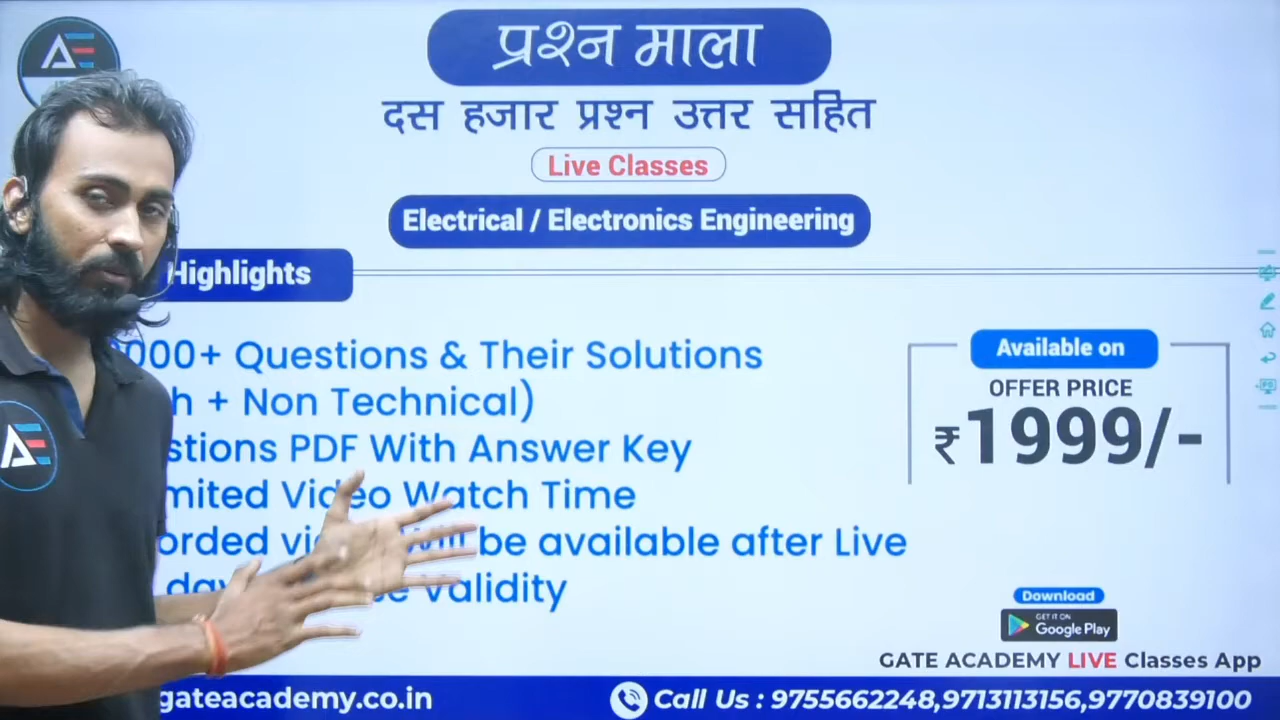 प्रश्न माला
दस हजार प्रश्न उत्तर सहित
Live Classes
Electrical / Electronics Engineering
Highlights
000+ Questions & Their Solutions
h + Non Technical)
stions PDF With Answer Key
mited Video Watch Time
orded will be available after Live
day Validity
Available on
OFFER PRICE
₹1999/-
Download
GET IT ON
Google Play
GATE ACADEMY LIVE Classes App
gateacademy.co.in
Call Us : 9755662248,9713113156,9770839100
AE